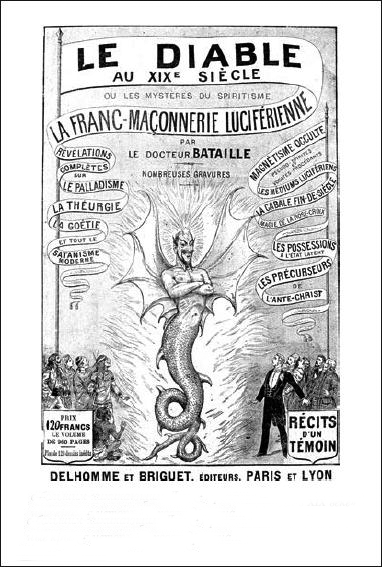 LE DIABLE
AU XIXE SIÈCLE
OU LES MYSTÈRES DU SPIRITISME
LA FRANC-MAÇONNERIE LUCIFÉRIENNE
PAR
LE DOCTEUR BATAILLE
NOMBREUSES GRAVURES
RÉVÉLATIONS
COMPLÈTES
SUR
LE PALLADISME
LA THÉURGIE
LA GOÉTIE
ET TOUT LE
SATANISME
MODERNE
MAGNÉTISME OCCULTE
LES MÉDIUMS LUCIFÉRIENS
LA CABALE FIN-DE-SIÈCLE
MAGIE DE LA ROSE-CROIX
LES POSSESSIONS
À L'ÉTAT LATENT
LES PRÉCURSEURS
DE
L'ANTE-CHRIST
PRIX
120 FRANCS
LE VOLUME
DE 960 PAGES
RÉCITS
D'UN
TÉMOIN
DELHOMME ET BRIGUET, ÉDITEURS, PARIS ET LYON